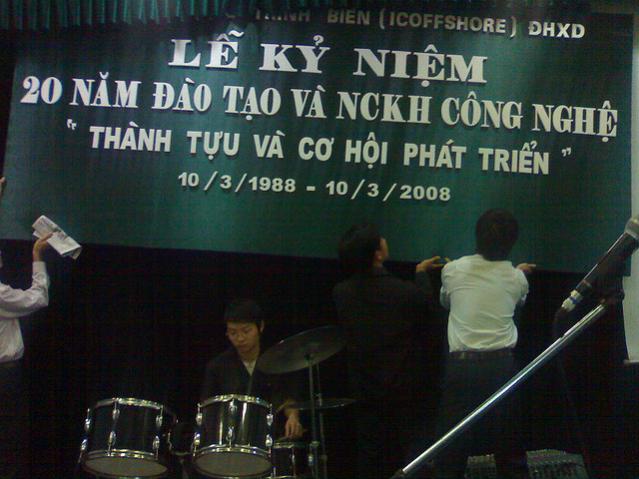 TRÌNH BIỂN (ICOFFSHORE) ĐHXD
LỄ KỶ NIỆM
20 NĂM ĐÀO TẠO VÀ NCKH CÔNG NGHỆ
" THÀNH TỰU VÀ CƠ HỘI PHÁT TRIỂN "
10/3/1988 - 10/3/2008